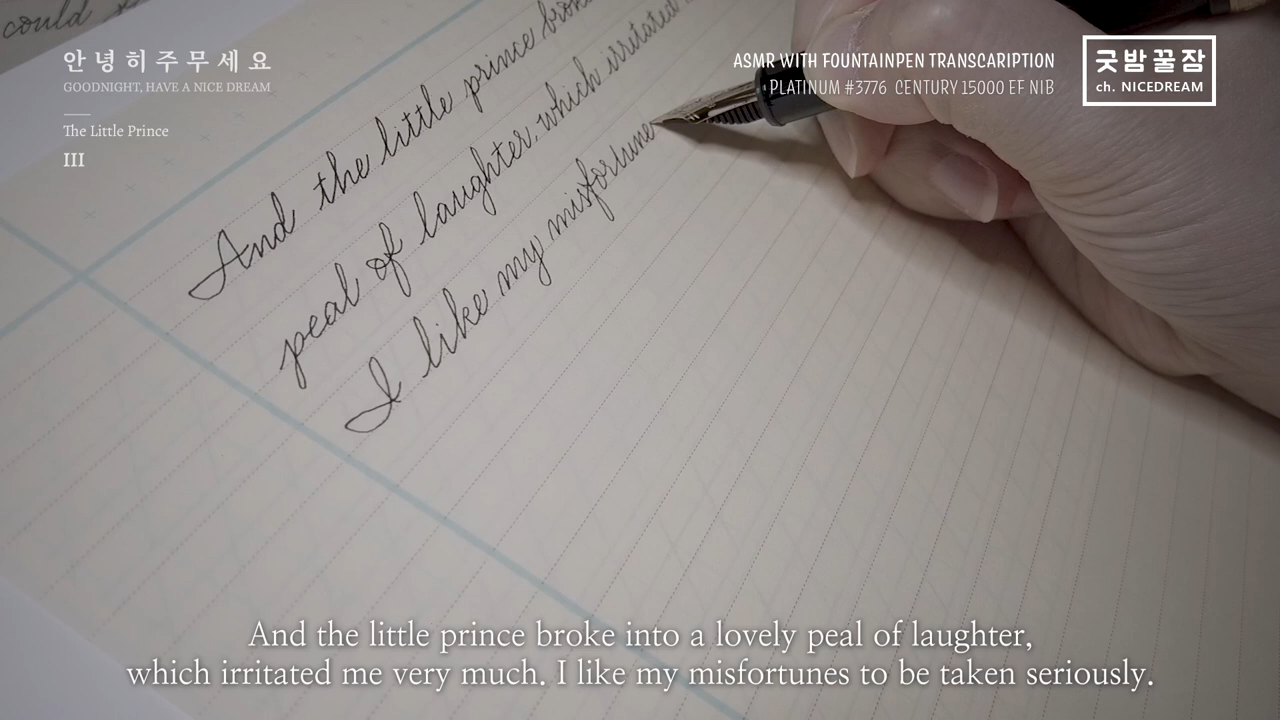 could
안녕히주무세요
GOODNIGHT, HAVE A NICE DREAM
The Little Prince
III
ASMR WITH FOUNTAINPEN TRANSCARIPTION
PLATINUM #3776 CENTURY 15000 EF NIB
굿밤꿀잠
ch. NICEDREAM
And the little prince brok
peal of laughter, which irritated
I like my misfortune
And the little prince broke into a lovely peal of laughter,
which irritated me very much. I like my misfortunes to be taken seriously.